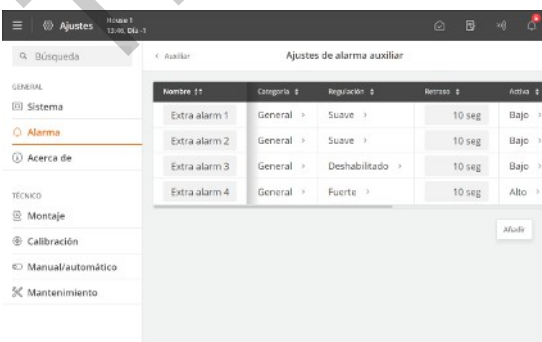 Ajustes
House 1
13:46, Día -1
Búsqueda
< Auxiliar
Ajustes de alarma auxiliar
GENERAL
Sistema
Alarma
Acerca de
TÉCNICO
Montaje
Calibración
Manual/automático
Mantenimiento
Nombre Categoría Regulación Retraso Activa
Extra alarm 1 General > Suave > 10 seg Bajo >
Extra alarm 2 General > Suave > 10 seg Bajo >
Extra alarm 3 General > Deshabilitado > 10 seg Bajo >
Extra alarm 4 General > Fuerte > 10 seg Alto >
Añadir